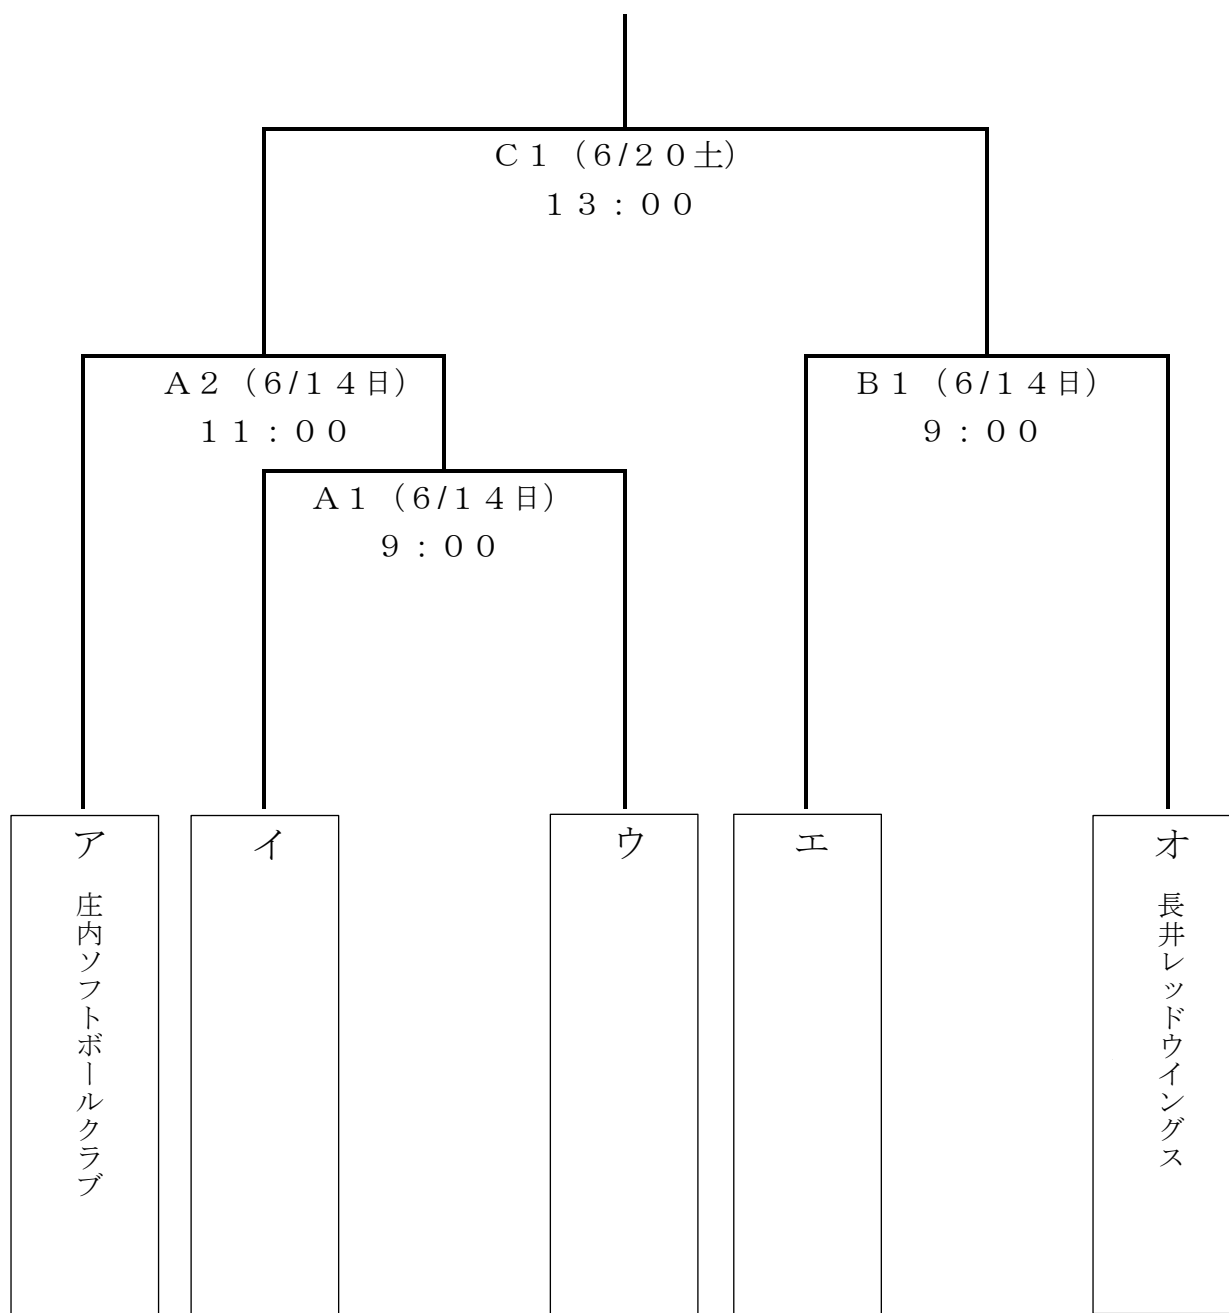 Ｃ１（６/２０土）
１３：００
Ａ２（６/１４日）
１１：００
Ｂ１（６/１４日）
９：００
Ａ１（６/１４日）
９：００
ア
庄内ソフトボールクラブ
イ
ウ
エ
オ
長井レッドウイングス